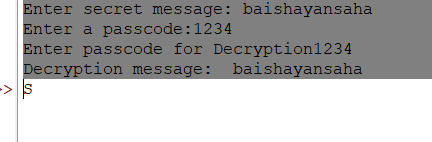 Enter secret message: baishayansaha
Enter a passcode:1234
Enter passcode for Decryption1234
Decryption message:  baishayansaha
>> S